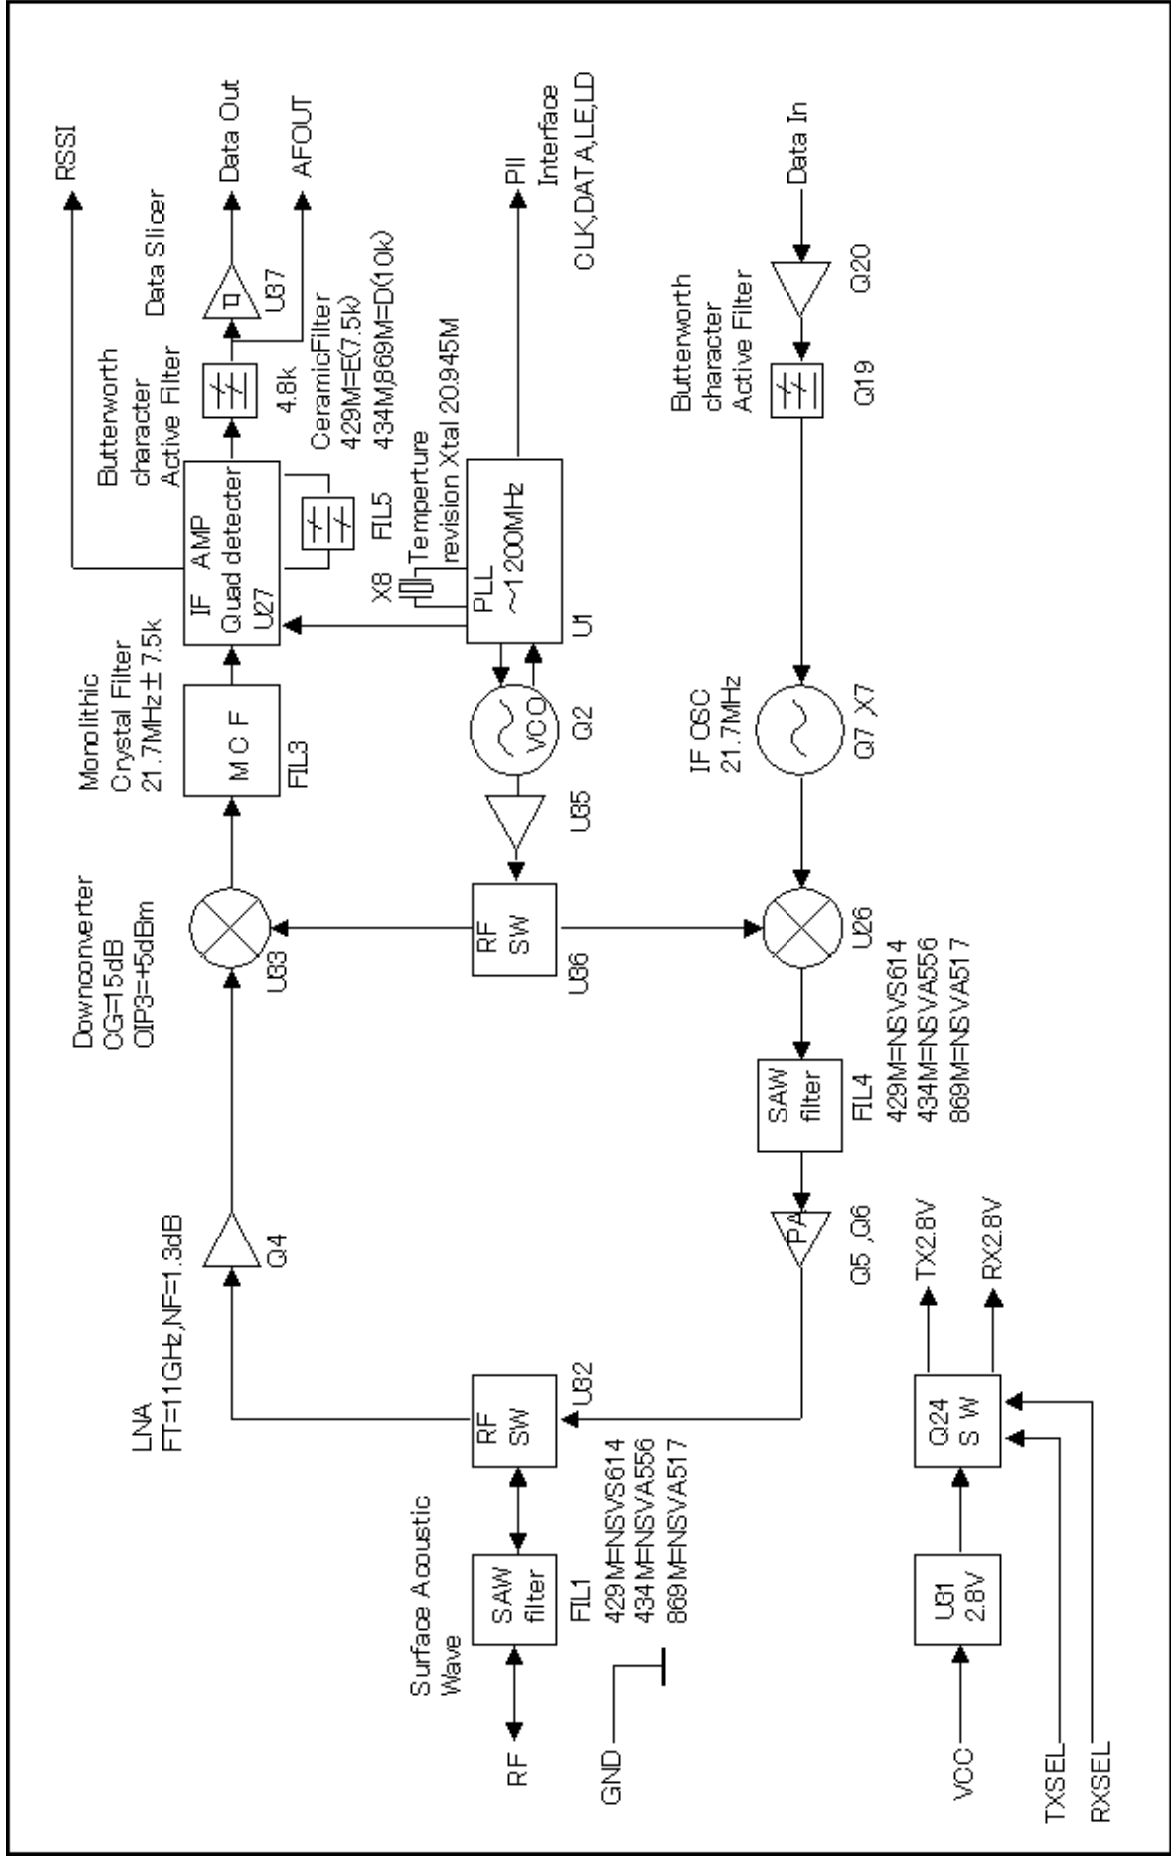 RF
Surface Acoustic
Wave
SAW
filter
FIL1
429M=NSVS614
434M=NSVA556
869M=NSVA517
GND
RF
SW
U32
LNA
FT=11GHz,NF=1.3dB
Q4
Downconverter
CG=15dB
OIP3=+5dBm
U33
Monolithic
Crystal Filter
21.7MHz±7.5k
M C F
FIL3
IF AMP
Quad detecter
U27
RSSI
Butterworth
character
Active Filter
4.8k
Data Slicer
U37
Data Out
AFOUT
FIL5
CeramicFilter
429M=E(7.5k)
434M,869M=D(10k)
X8
Temperture
revision Xtal 20.945M
PLL
~1200MHz
U1
Pll
Interface
CLK,DATA,LE,LD
VCO
Q2
U35
RF
SW
U36
Data In
Q20
Butterworth
character
Active Filter
Q19
IF OSC
21.7MHz
Q7 ,X7
U26
SAW
filter
FIL4
429M=NSVS614
434M=NSVA556
869M=NSVA517
PA
Q5 ,Q6
VCC
U31
2.8V
Q24
S W
TX2.8V
RX2.8V
TXSEL
RXSEL